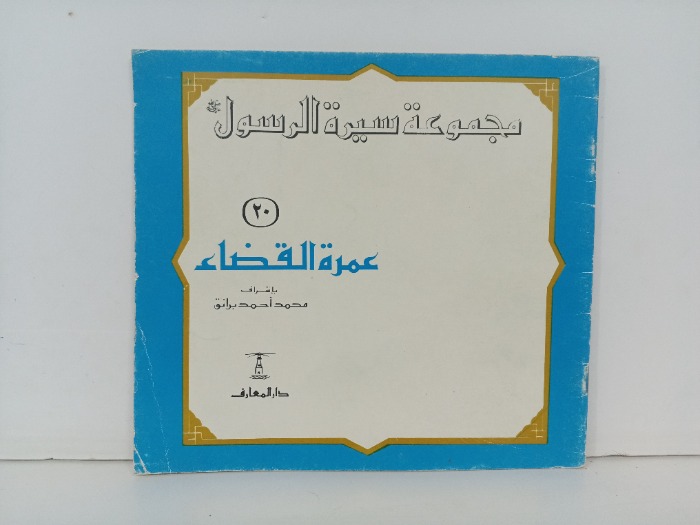 مجموعة سيرة الرسول ﷺ
٢٠
عمرة القضاء
بإشراف
محمد أحمد برانق
دار المعارف